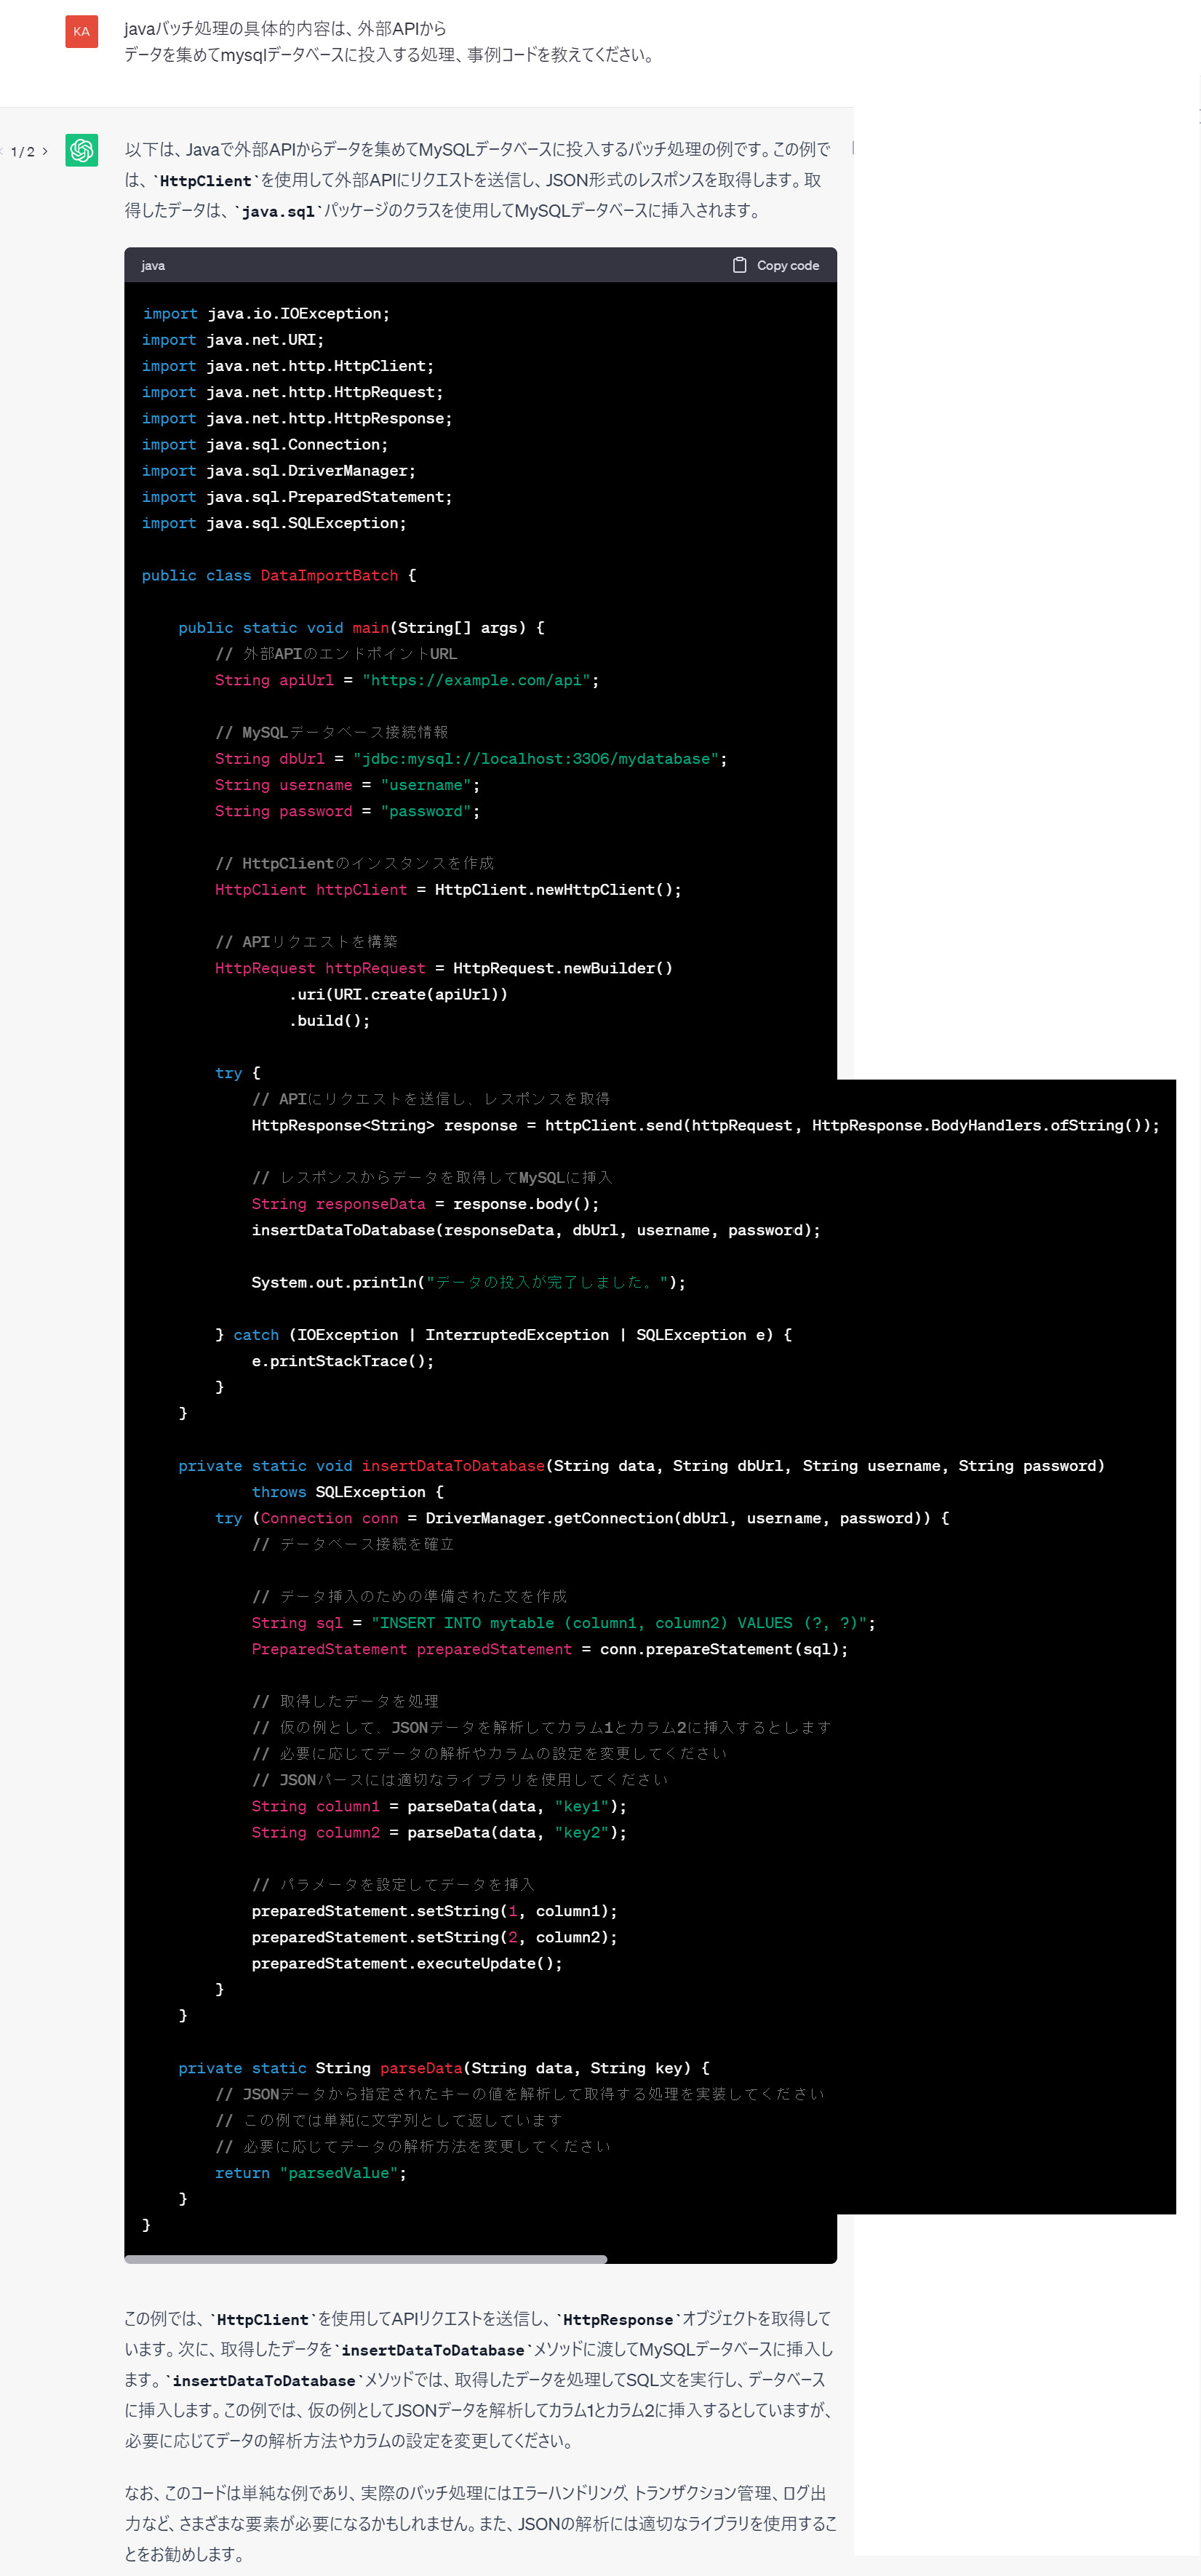 KA
javaバッチ処理の具体的内容は、外部APIから
データを集めてmysqlデータベースに投入する処理、事例コードを教えてください。
1 / 2
以下は、Javaで外部APIからデータを集めてMySQLデータベースに投入するバッチ処理の例です。この例で
は、`HttpClient`を使用して外部APIにリクエストを送信し、JSON形式のレスポンスを取得します。取
得したデータは、`java.sql`パッケージのクラスを使用してMySQLデータベースに挿入されます。
java
Copy code
import java.io.IOException;
import java.net.URI;
import java.net.http.HttpClient;
import java.net.http.HttpRequest;
import java.net.http.HttpResponse;
import java.sql.Connection;
import java.sql.DriverManager;
import java.sql.PreparedStatement;
import java.sql.SQLException;
public class DataImportBatch {
public static void main(String[] args) {
// 外部APIのエンドポイントURL
String apiUrl = "https://example.com/api";
// MySQLデータベース接続情報
String dbUrl = "jdbc:mysql://localhost:3306/mydatabase";
String username = "username";
String password = "password";
// HttpClientのインスタンスを作成
HttpClient httpClient = HttpClient.newHttpClient();
// APIリクエストを構築
HttpRequest httpRequest = HttpRequest.newBuilder()
.uri(URI.create(apiUrl))
.build();
try {
// APIにリクエストを送信し、レスポンスを取得
HttpResponse<String> response = httpClient.send(httpRequest, HttpResponse.BodyHandlers.ofString());
// レスポンスからデータを取得してMySQLに挿入
String responseData = response.body();
insertDataToDatabase(responseData, dbUrl, username, password);
System.out.println("データの投入が完了しました。");
} catch (IOException | InterruptedException | SQLException e) {
e.printStackTrace();
}
}
private static void insertDataToDatabase(String data, String dbUrl, String username, String password)
throws SQLException {
try (Connection conn = DriverManager.getConnection(dbUrl, username, password)) {
// データベース接続を確立
// データ挿入のための準備された文を作成
String sql = "INSERT INTO mytable (column1, column2) VALUES (?, ?)";
PreparedStatement preparedStatement = conn.prepareStatement(sql);
// 取得したデータを処理
// 仮の例として、JSONデータを解析してカラム1とカラム2に挿入するとします
// 必要に応じてデータの解析やカラムの設定を変更してください
// JSONパースには適切なライブラリを使用してください
String column1 = parseData(data, "key1");
String column2 = parseData(data, "key2");
// パラメータを設定してデータを挿入
preparedStatement.setString(1, column1);
preparedStatement.setString(2, column2);
preparedStatement.executeUpdate();
}
}
private static String parseData(String data, String key) {
// JSONデータから指定されたキーの値を解析して取得する処理を実装してください
// この例では単純に文字列として返しています
// 必要に応じてデータの解析方法を変更してください
return "parsedValue";
}
}
この例では、`HttpClient`を使用してAPIリクエストを送信し、`HttpResponse`オブジェクトを取得して
います。次に、取得したデータを`insertDataToDatabase`メソッドに渡してMySQLデータベースに挿入し
ます。`insertDataToDatabase`メソッドでは、取得したデータを処理してSQL文を実行し、データベース
に挿入します。この例では、仮の例としてJSONデータを解析してカラム1とカラム2に挿入するとしていますが、
必要に応じてデータの解析方法やカラムの設定を変更してください。
なお、このコードは単純な例であり、実際のバッチ処理にはエラーハンドリング、トランザクション管理、ログ出
力など、さまざまな要素が必要になるかもしれません。また、JSONの解析には適切なライブラリを使用するこ
とをお勧めします。